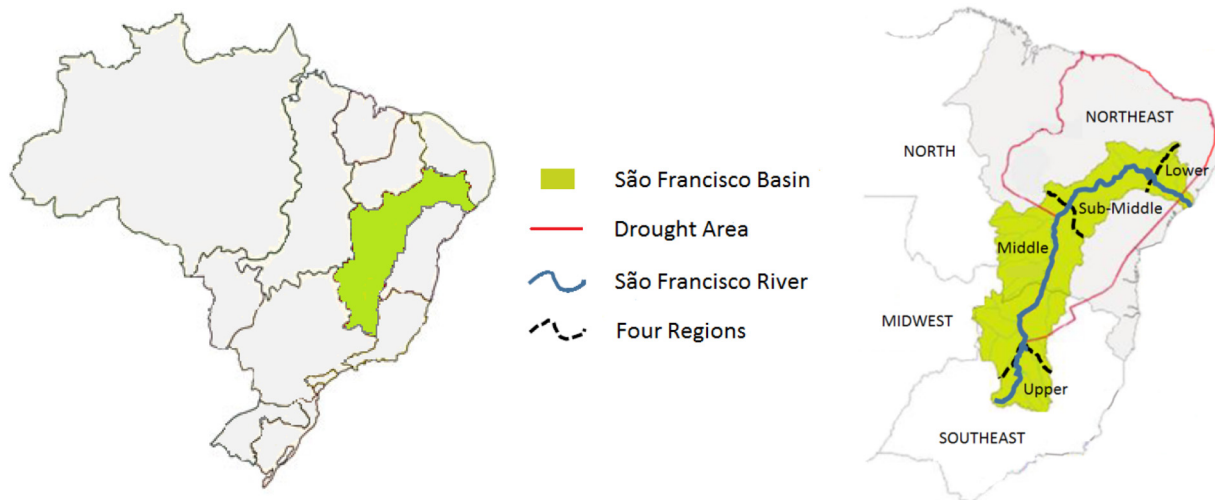 São Francisco Basin
Drought Area
São Francisco River
Four Regions
NORTHEAST
NORTH
Lower
Sub-Middle
Middle
MIDWEST
Upper
SOUTHEAST